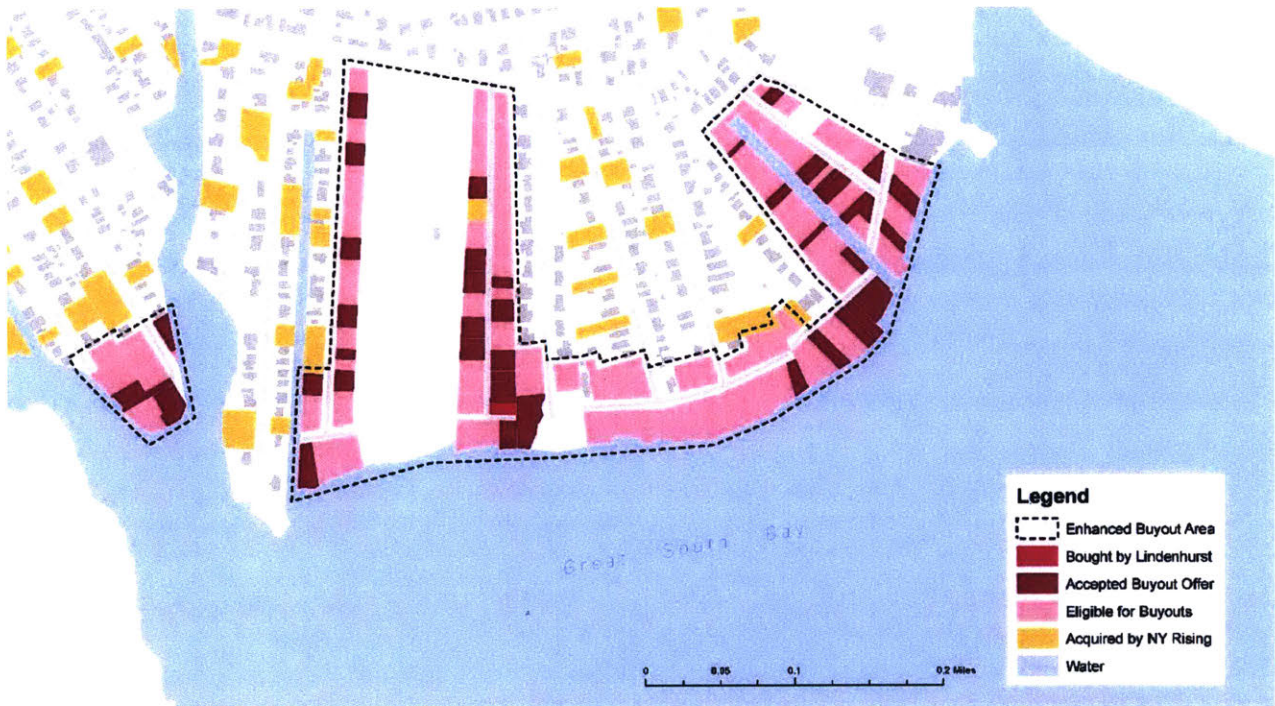 Great South Bay
Legend
Enhanced Buyout Area
Bought by Lindenhurst
Accepted Buyout Offer
Eligible for Buyouts
Acquired by NY Rising
Water
0 0.05 0.1 0.2 Miles